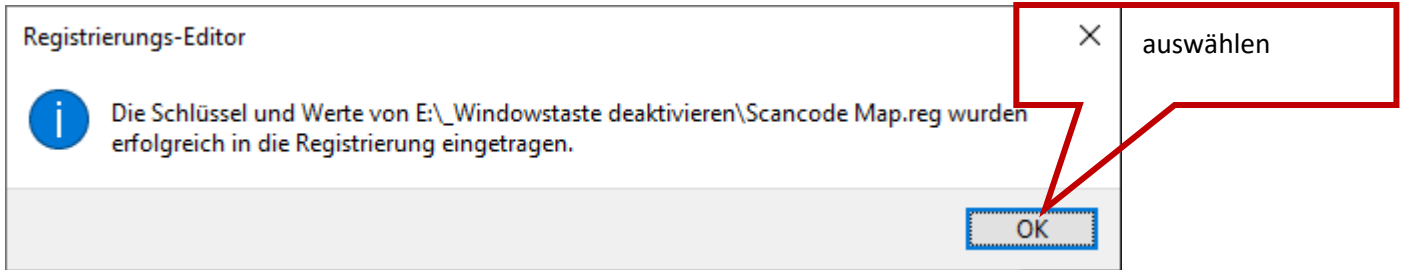 Registrierungs-Editor
auswählen
Die Schlüssel und Werte von E:\_Windowstaste deaktivieren\Scancode Map.reg wurden
erfolgreich in die Registrierung eingetragen.
OK